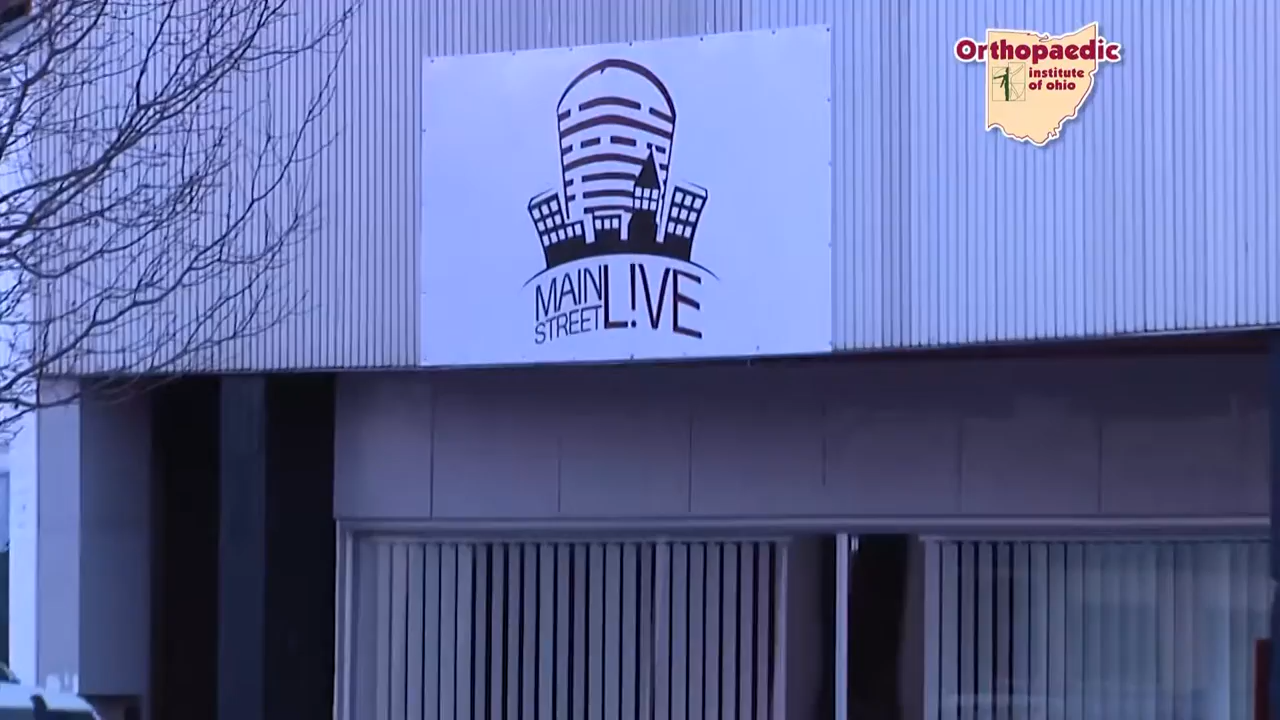 Orthopaedic
institute
of ohio
MAIN
STREET
L!VE